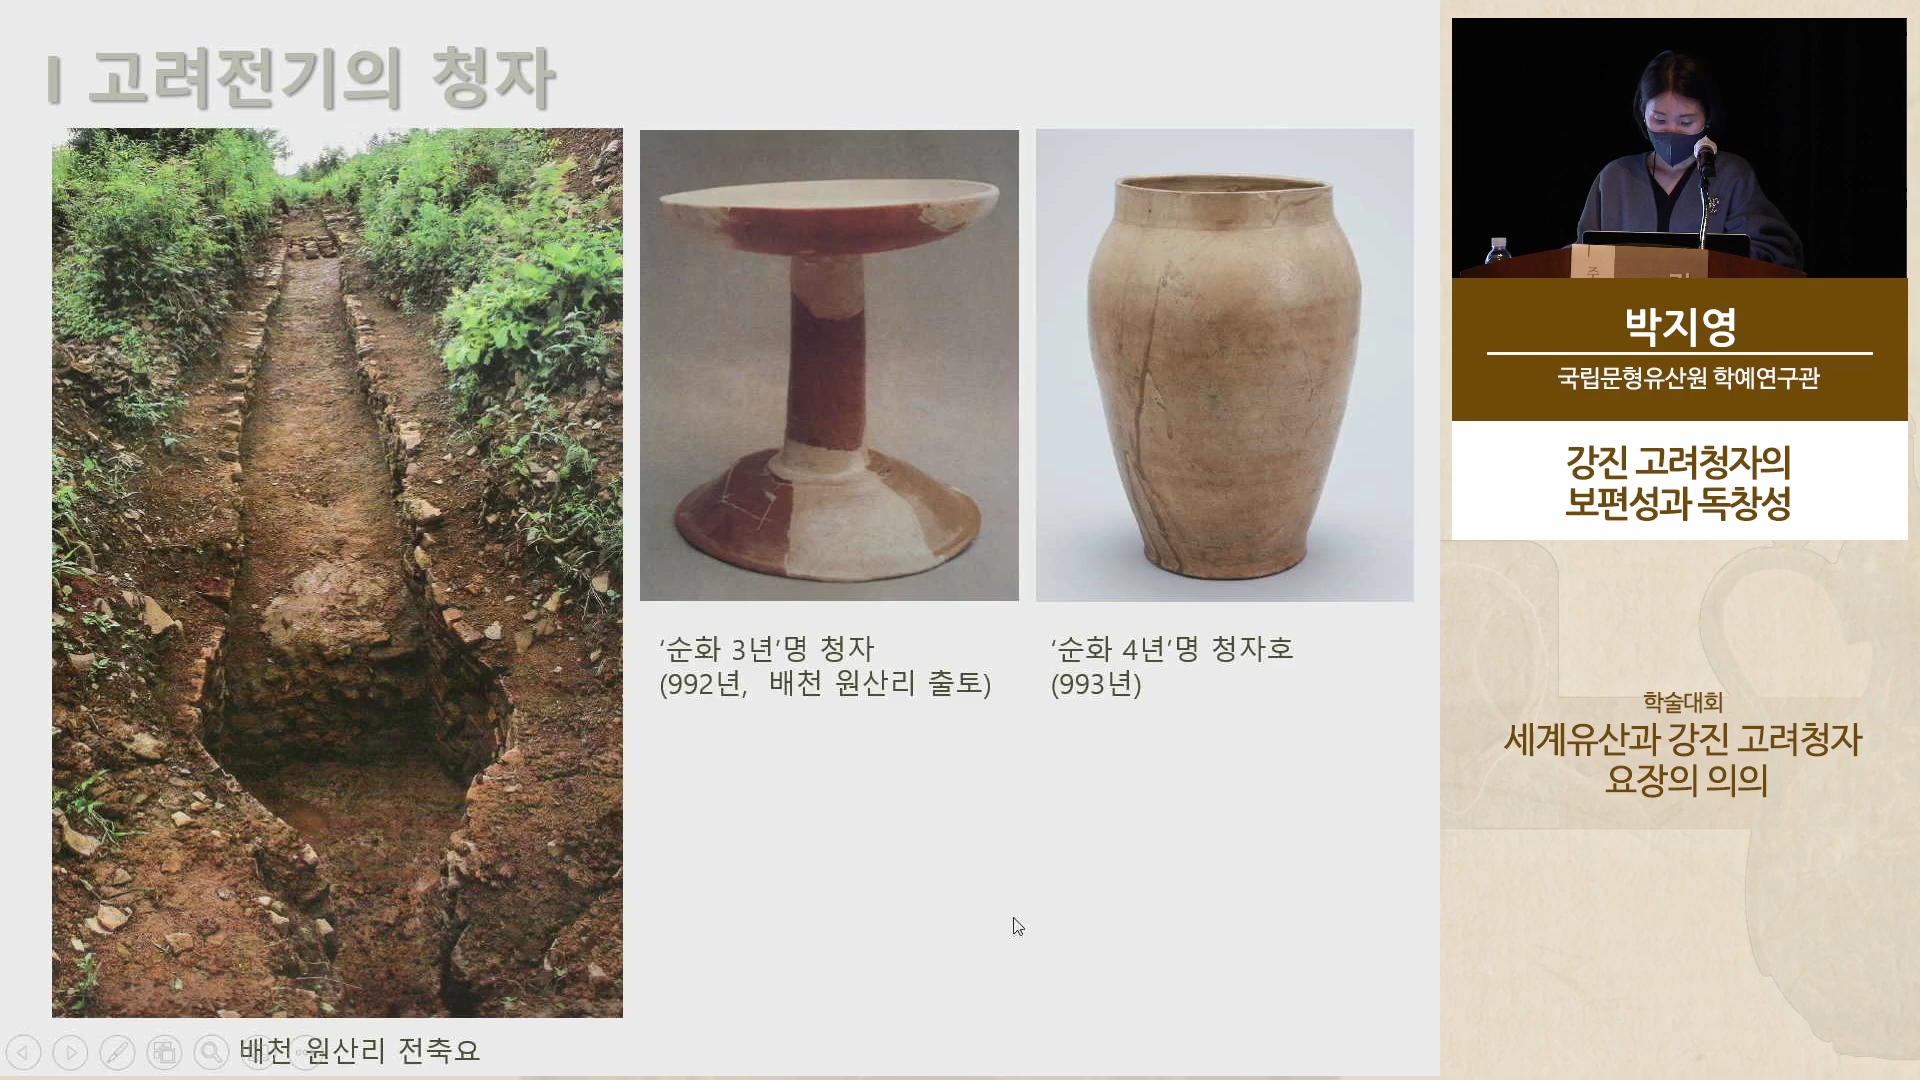 I 고려전기의 청자
'순화 3년'명 청자
(992년, 배천 원산리 출토)
'순화 4년'명 청자호
(993년)
배천 원산리 전축요
주
박지영
국립문형유산원 학예연구관
강진 고려청자의
보편성과 독창성
학술대회
세계유산과 강진 고려청자
요장의 의의